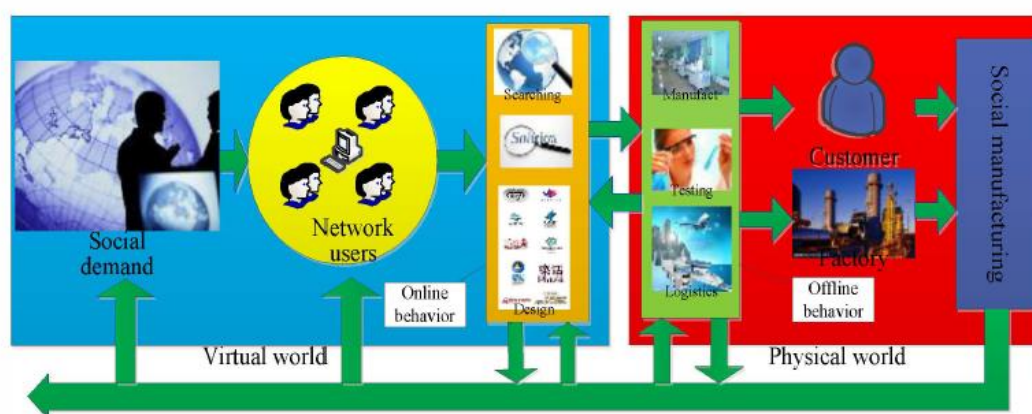 Social
demand
Network
users
Searching
Solution
Design
Online
behavior
Virtual world
Manufact
Testing
Logistics
Customer
Factory
Offline
behavior
Physical world
Social manufacturing